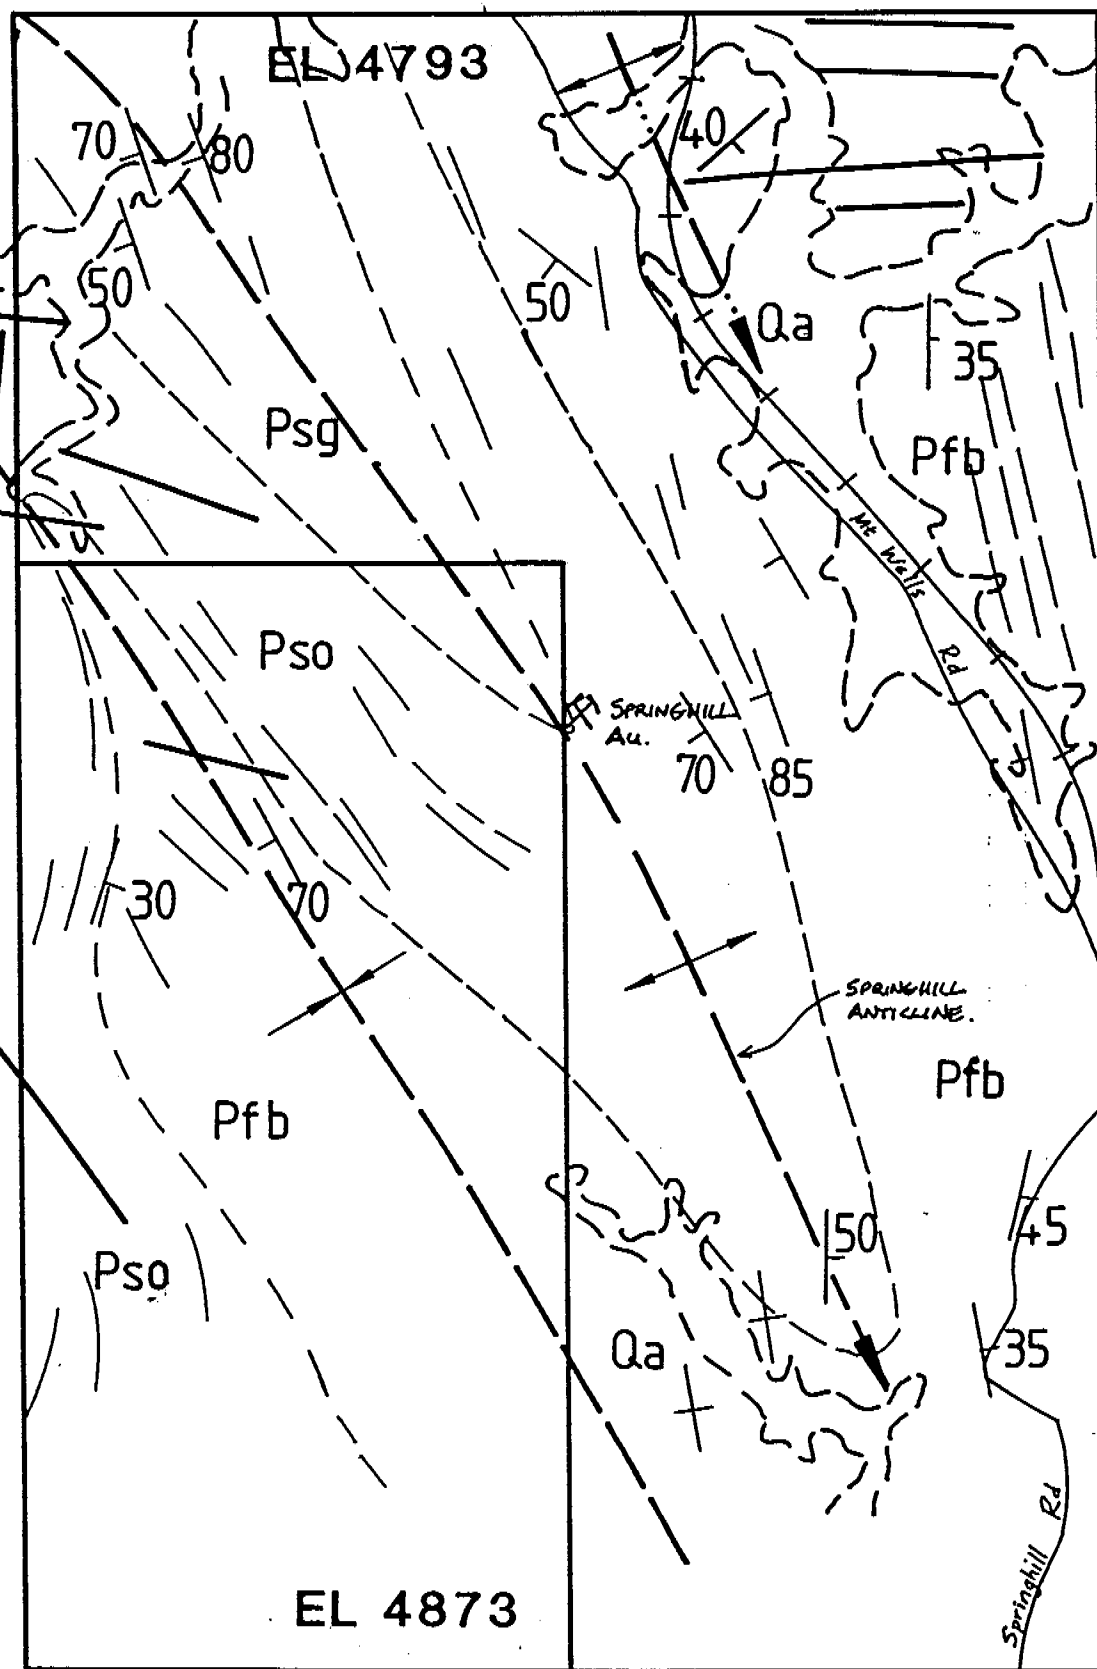 EL 4793
70
80
40
50
50
Qa
35
Psg
Pfb
Mt Wells
Rd
Pso
SPRINGHILL
Au.
70
85
30
70
SPRINGHILL
ANTICLINE.
Pfb
Pfb
50
45
Pso
Qa
35
Springhill Rd
EL 4873